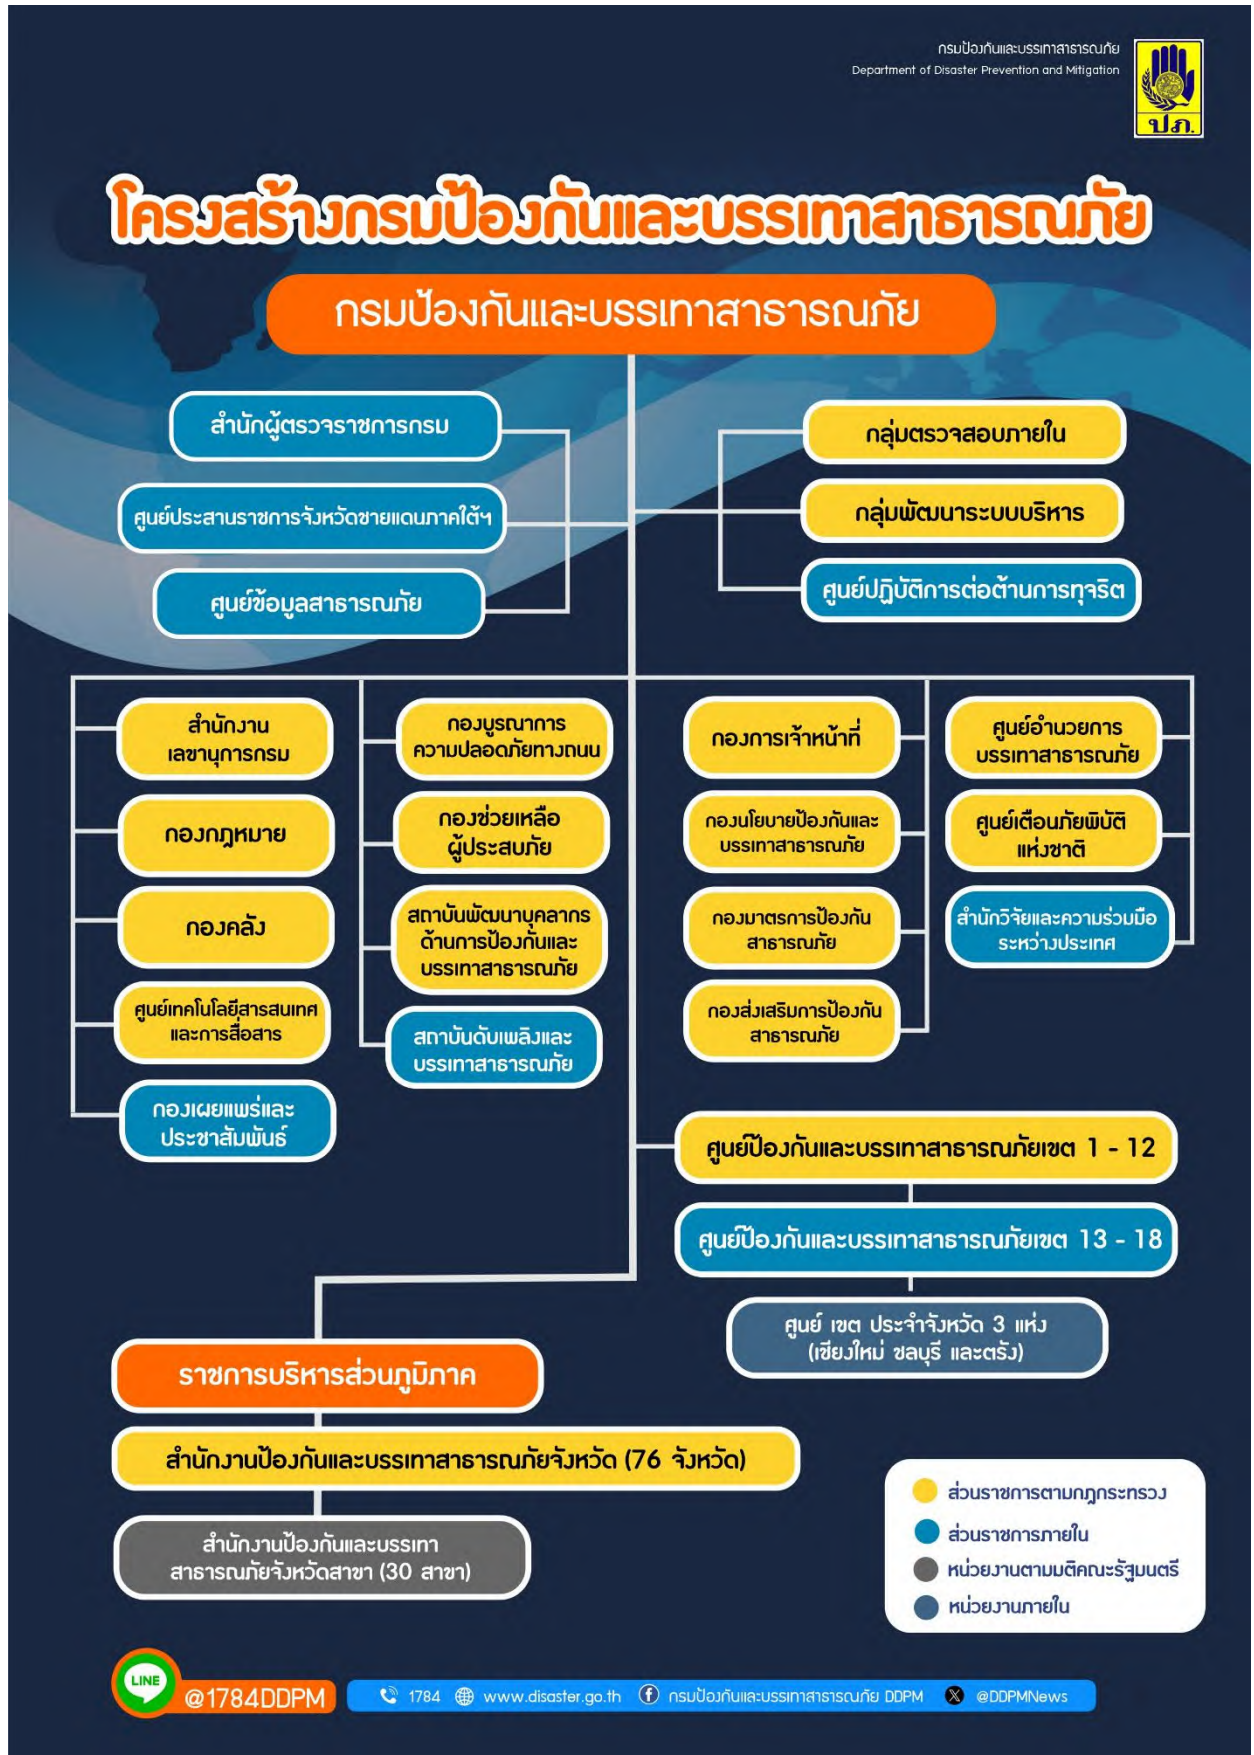 กรมป้องกันและบรรเทาสาธารณภัย
Department of Disaster Prevention and Mitigation
ปภ.
โครงสร้างกรมป้องกันและบรรเทาสาธารณภัย
กรมป้องกันและบรรเทาสาธารณภัย
สำนักผู้ตรวจราชการกรม
ศูนย์ประสานราชการจังหวัดชายแดนภาคใต้ฯ
ศูนย์ข้อมูลสาธารณภัย
กลุ่มตรวจสอบภายใน
กลุ่มพัฒนาระบบบริหาร
ศูนย์ปฏิบัติการต่อต้านการทุจริต
สำนักงาน
เลขานุการกรม
กองกฎหมาย
กองคลัง
ศูนย์เทคโนโลยีสารสนเทศ
และการสื่อสาร
กองเผยแพร่และ
ประชาสัมพันธ์
กองบูรณาการ
ความปลอดภัยทางถนน
กองช่วยเหลือ
ผู้ประสบภัย
สถาบันพัฒนาบุคลากร
ด้านการป้องกันและ
บรรเทาสาธารณภัย
สถาบันดับเพลิงและ
บรรเทาสาธารณภัย
กองการเจ้าหน้าที่
กองนโยบายป้องกันและ
บรรเทาสาธารณภัย
กองมาตรการป้องกัน
สาธารณภัย
กองส่งเสริมการป้องกัน
สาธารณภัย
ศูนย์อำนวยการ
บรรเทาสาธารณภัย
ศูนย์เตือนภัยพิบัติ
แห่งชาติ
สำนักวิจัยและความร่วมมือ
ระหว่างประเทศ
ศูนย์ป้องกันและบรรเทาสาธารณภัยเขต 1 - 12
ศูนย์ป้องกันและบรรเทาสาธารณภัยเขต 13 - 18
ศูนย์ เขต ประจำจังหวัด 3 แห่ง
(เชียงใหม่ ชลบุรี และตรัง)
ราชการบริหารส่วนภูมิภาค
สำนักงานป้องกันและบรรเทาสาธารณภัยจังหวัด (76 จังหวัด)
สำนักงานป้องกันและบรรเทา
สาธารณภัยจังหวัดสาขา (30 สาขา)
ส่วนราชการตามกฎกระทรวง
ส่วนราชการภายใน
หน่วยงานตามมติคณะรัฐมนตรี
หน่วยงานภายใน
LINE
@1784DDPM
1784 www.disaster.go.th กรมป้องกันและบรรเทาสาธารณภัย DDPM @DDPMNews